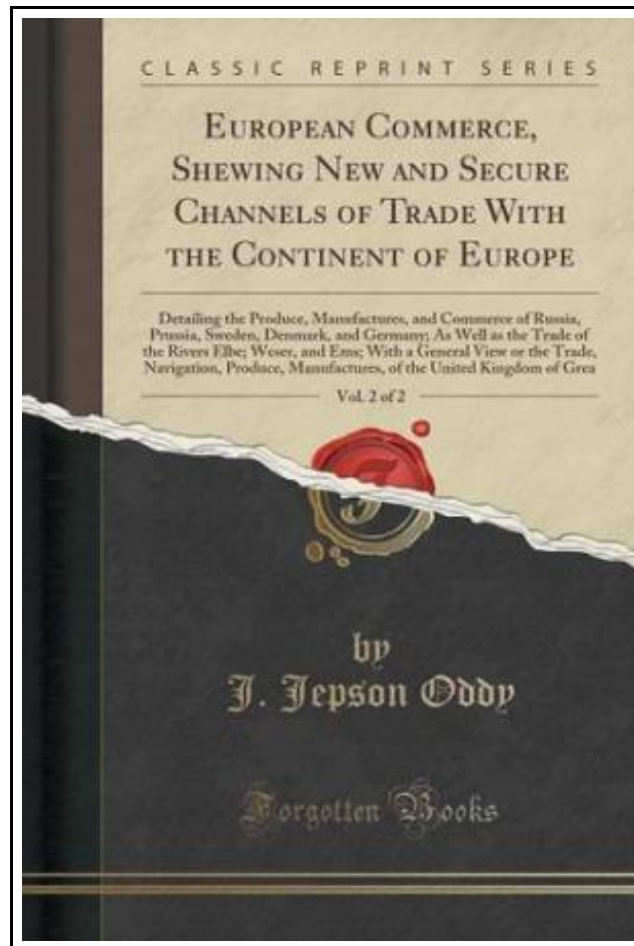 CLASSIC REPRINT SERIES
EUROPEAN COMMERCE,
SHEWING NEW AND SECURE
CHANNELS OF TRADE WITH
THE CONTINENT OF EUROPE
Detailing the Produce, Manufactures, and Commerce of Russia,
Prussia, Sweden, Denmark, and Germany; As Well as the Trade of
the Rivers Elbe; Weser, and Ems; With a General View or the Trade,
Navigation, Produce, Manufactures, of the United Kingdom of Grea
Vol. 2 of 2
by
J. Jepson Oddy
Forgotten Books